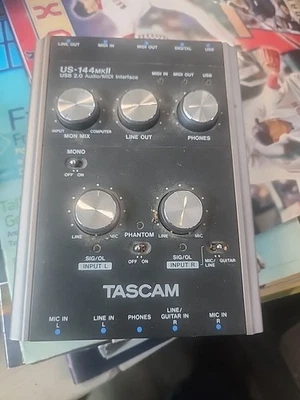 LINE OUT MIDI IN MIDI OUT DIGITAL USB
US-144MKII
USB 2.0 Audio/MIDI Interface
MIDI IN MIDI OUT USB
INPUT COMPUTER
MON MIX LINE OUT PHONES
MONO
OFF ON
LINE MIC
PHANTOM
LINE MIC
SIG/OL
INPUT L
OFF ON
SIG/OL
INPUT R
MIC/LINE GUITAR
TASCAM
MIC IN L
LINE IN L
PHONES
LINE/GUITAR IN R
MIC IN R